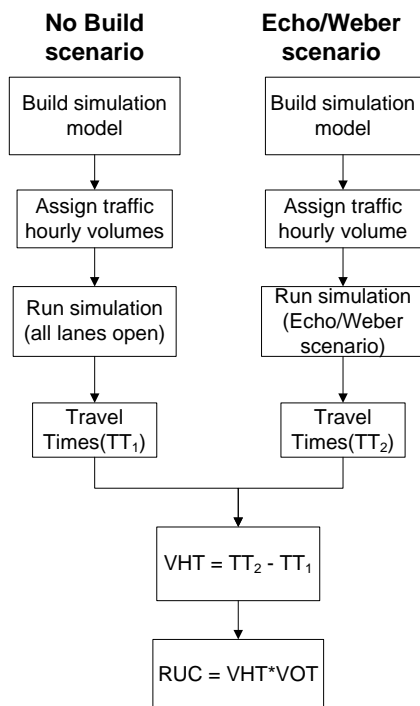 No Build
scenario
Build simulation
model
Assign traffic
hourly volumes
Run simulation
(all lanes open)
Travel
Times(TT₁)
Echo/Weber
scenario
Build simulation
model
Assign traffic
hourly volume
Run simulation
(Echo/Weber
scenario)
Travel
Times(TT₂)
VHT = TT₂ - TT₁
RUC = VHT*VOT